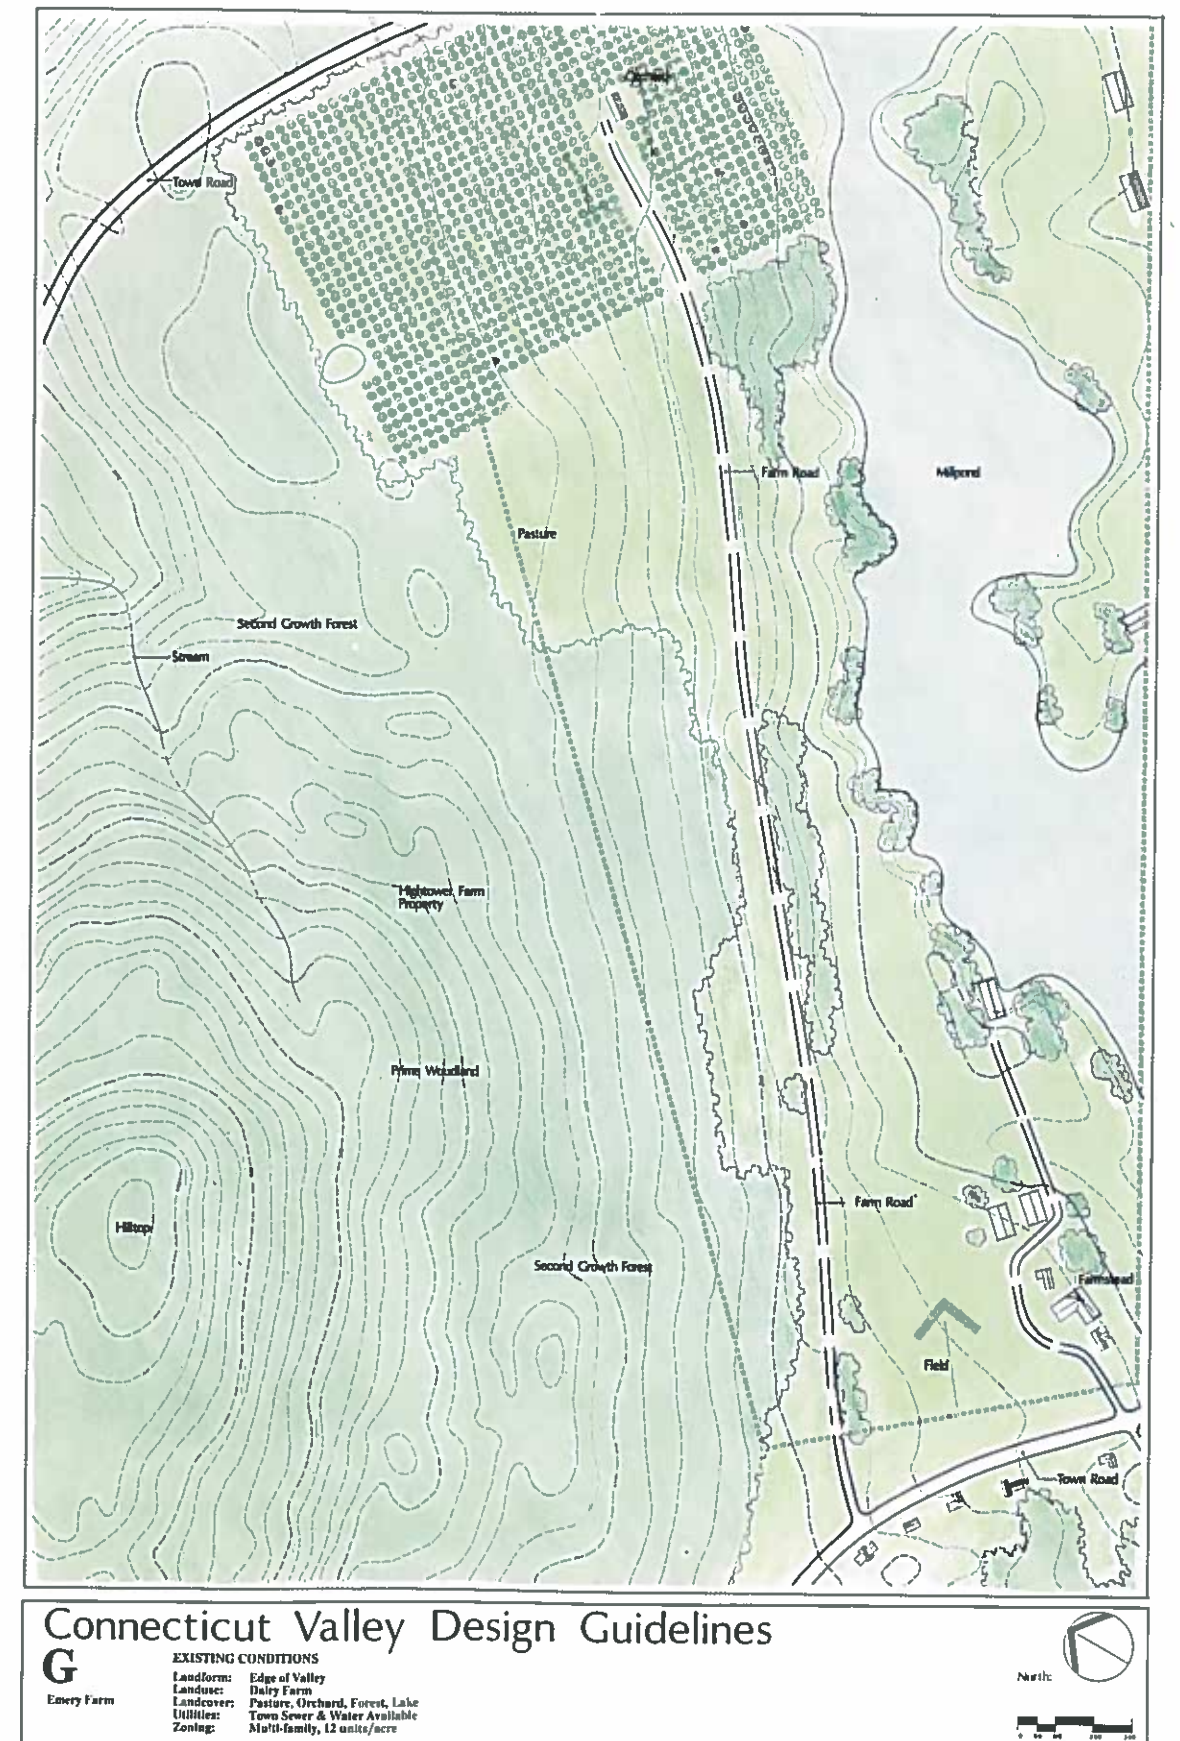 Town Road
Farm Road
Millpond
Pasture
Second Growth Forest
Stream
Hightower Farm
Property
Prime Woodland
Farm Road
Hilltop
Second Growth Forest
Farmstead
Field
Town Road
Connecticut Valley Design Guidelines
G
Emery Farm
EXISTING CONDITIONS
Landform: Edge of Valley
Landuse: Dairy Farm
Landcover: Pasture, Orchard, Forest, Lake
Utilities: Town Sewer & Water Available
Zoning: Multi-family, 12 units/acre
North: